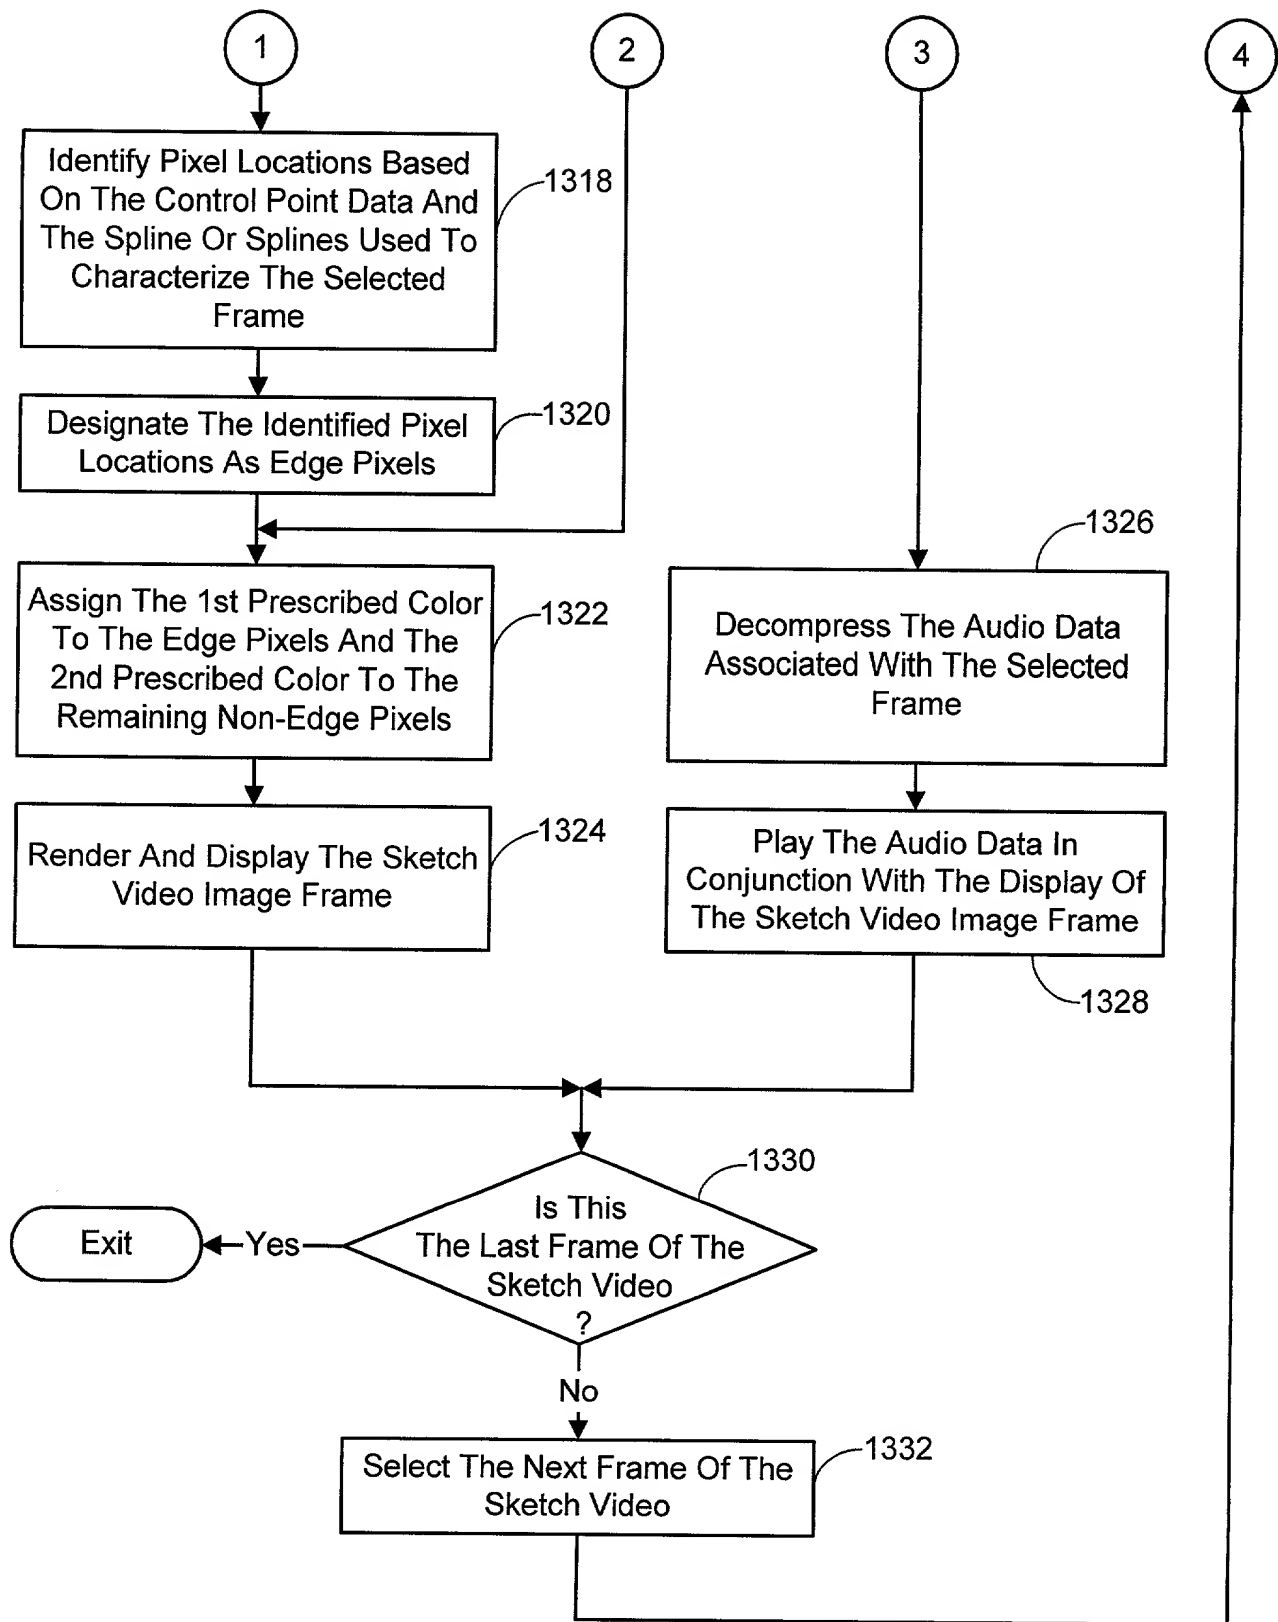 1
2
3
4
Identify Pixel Locations Based
On The Control Point Data And
The Spline Or Splines Used To
Characterize The Selected
Frame
1318
Designate The Identified Pixel
Locations As Edge Pixels
1320
Assign The 1st Prescribed Color
To The Edge Pixels And The
2nd Prescribed Color To The
Remaining Non-Edge Pixels
1322
Render And Display The Sketch
Video Image Frame
1324
1326
Decompress The Audio Data
Associated With The Selected
Frame
Play The Audio Data In
Conjunction With The Display Of
The Sketch Video Image Frame
1328
1330
Is This
The Last Frame Of The
Sketch Video
?
Yes
Exit
No
Select The Next Frame Of The
Sketch Video
1332